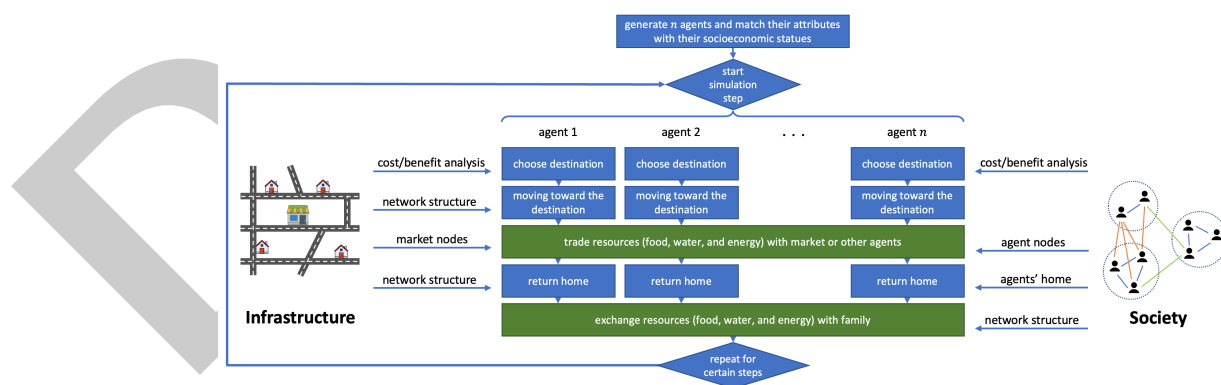 generate n agents and match their attributes
with their socioeconomic statues
start
simulation
step
agent 1
agent 2
. . .
agent n
cost/benefit analysis
choose destination
choose destination
choose destination
cost/benefit analysis
network structure
moving toward the
destination
moving toward the
destination
moving toward the
destination
market nodes
trade resources (food, water, and energy) with market or other agents
agent nodes
network structure
return home
return home
return home
agents' home
Infrastructure
exchange resources (food, water, and energy) with family
network structure
Society
repeat for
certain steps